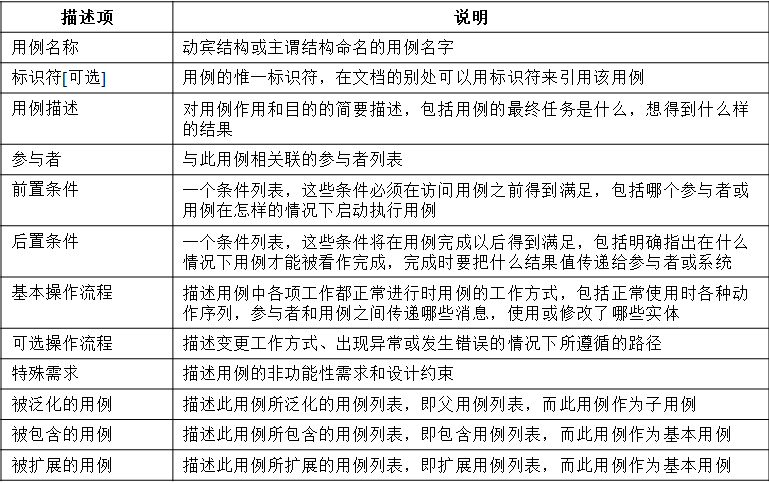 描述项 说明
用例名称 动宾结构或主谓结构命名的用例名字
标识符[可选] 用例的惟一标识符，在文档的别处可以用标识符来引用该用例
用例描述 对用例作用和目的的简要描述，包括用例的最终任务是什么，想得到什么样
的结果
参与者 与此用例相关联的参与者列表
前置条件 一个条件列表，这些条件必须在访问用例之前得到满足，包括哪个参与者或
用例在怎样的情况下启动执行用例
后置条件 一个条件列表，这些条件将在用例完成以后得到满足，包括明确指出在什么
情况下用例才能被看作完成，完成时要把什么结果值传递给参与者或系统
基本操作流程 描述用例中各项工作都正常进行时用例的工作方式，包括正常使用时各种动
作序列，参与者和用例之间传递哪些消息，使用或修改了哪些实体
可选操作流程 描述变更工作方式、出现异常或发生错误的情况下所遵循的路径
特殊需求 描述用例的非功能性需求和设计约束
被泛化的用例 描述此用例所泛化的用例列表，即父用例列表，而此用例作为子用例
被包含的用例 描述此用例所包含的用例列表，即包含用例列表，而此用例作为基本用例
被扩展的用例 描述此用例所扩展的用例列表，即扩展用例列表，而此用例作为基本用例